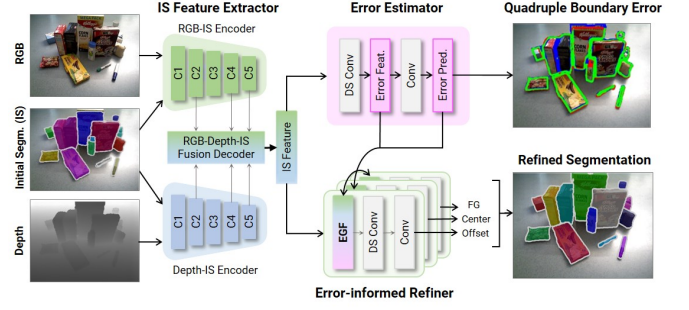 IS Feature Extractor
Error Estimator
Quadruple Boundary Error
RGB
RGB-IS Encoder
C1
C2
C3
C4
C5
DS Conv
Error Feat.
Conv
Error Pred.
Initial Segm. (IS)
RGB-Depth-IS
Fusion Decoder
IS Feature
Refined Segmentation
Depth
C1
C2
C3
C4
C5
Depth-IS Encoder
EGF
DS Conv
Conv
FG
Center
Offset
Error-informed Refiner